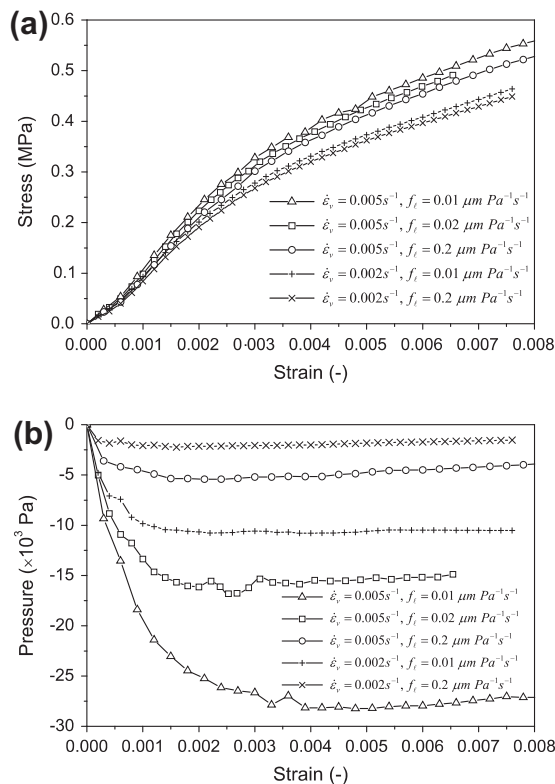 (a)
0.6
0.5
0.4
0.3
0.2
0.1
0.0
Stress (MPa)
ε̇ᵥ = 0.005s⁻¹, fℓ = 0.01 μm Pa⁻¹s⁻¹
ε̇ᵥ = 0.005s⁻¹, fℓ = 0.02 μm Pa⁻¹s⁻¹
ε̇ᵥ = 0.005s⁻¹, fℓ = 0.2 μm Pa⁻¹s⁻¹
ε̇ᵥ = 0.002s⁻¹, fℓ = 0.01 μm Pa⁻¹s⁻¹
ε̇ᵥ = 0.002s⁻¹, fℓ = 0.2 μm Pa⁻¹s⁻¹
0.000 0.001 0.002 0·003 0.004 0.005 0.006 0.007 0.008
Strain (-)
(b)
0
-5
-10
-15
-20
-25
-30
Pressure (×10³ Pa)
ε̇ᵥ = 0.005s⁻¹, fℓ = 0.01 μm Pa⁻¹s⁻¹
ε̇ᵥ = 0.005s⁻¹, fℓ = 0.02 μm Pa⁻¹s⁻¹
ε̇ᵥ = 0.005s⁻¹, fℓ = 0.2 μm Pa⁻¹s⁻¹
ε̇ᵥ = 0.002s⁻¹, fℓ = 0.01 μm Pa⁻¹s⁻¹
ε̇ᵥ = 0.002s⁻¹, fℓ = 0.2 μm Pa⁻¹s⁻¹
0.000 0.001 0.002 0.003 0.004 0.005 0.006 0.007 0.008
Strain (-)